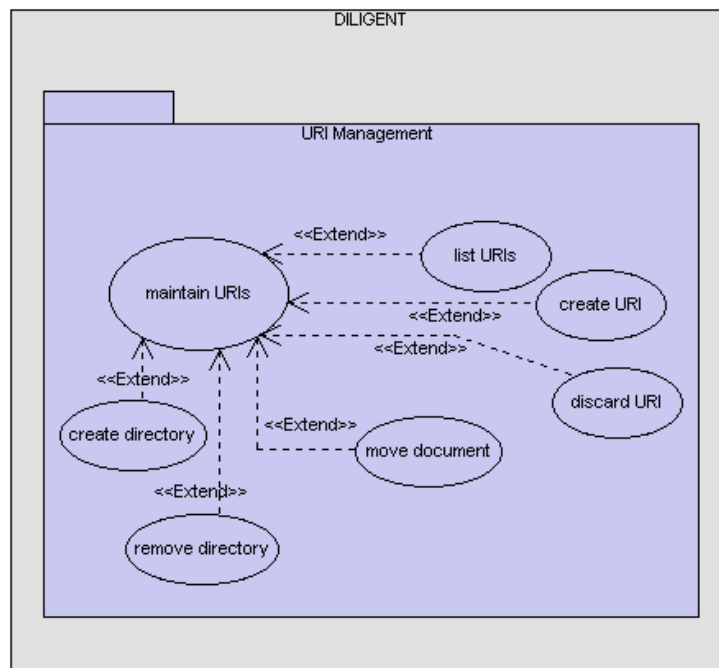 DILIGENT
URI Management
<<Extend>>
list URIs
maintain URIs
create URI
<<Extend>>
<<Extend>>
<<Extend>>
discard URI
<<Extend>>
create directory
move document
<<Extend>>
remove directory